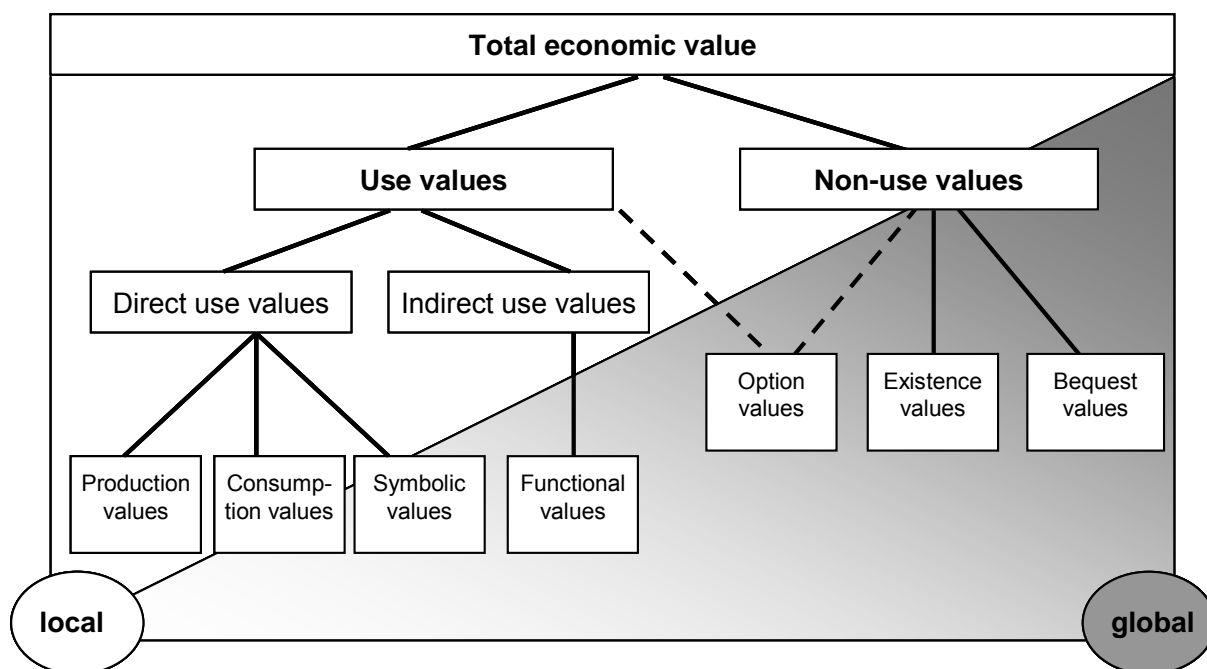 Total economic value
Use values
Non-use values
Direct use values
Indirect use values
Option
values
Existence
values
Bequest
values
Production
values
Consump-
tion values
Symbolic
values
Functional
values
local
global